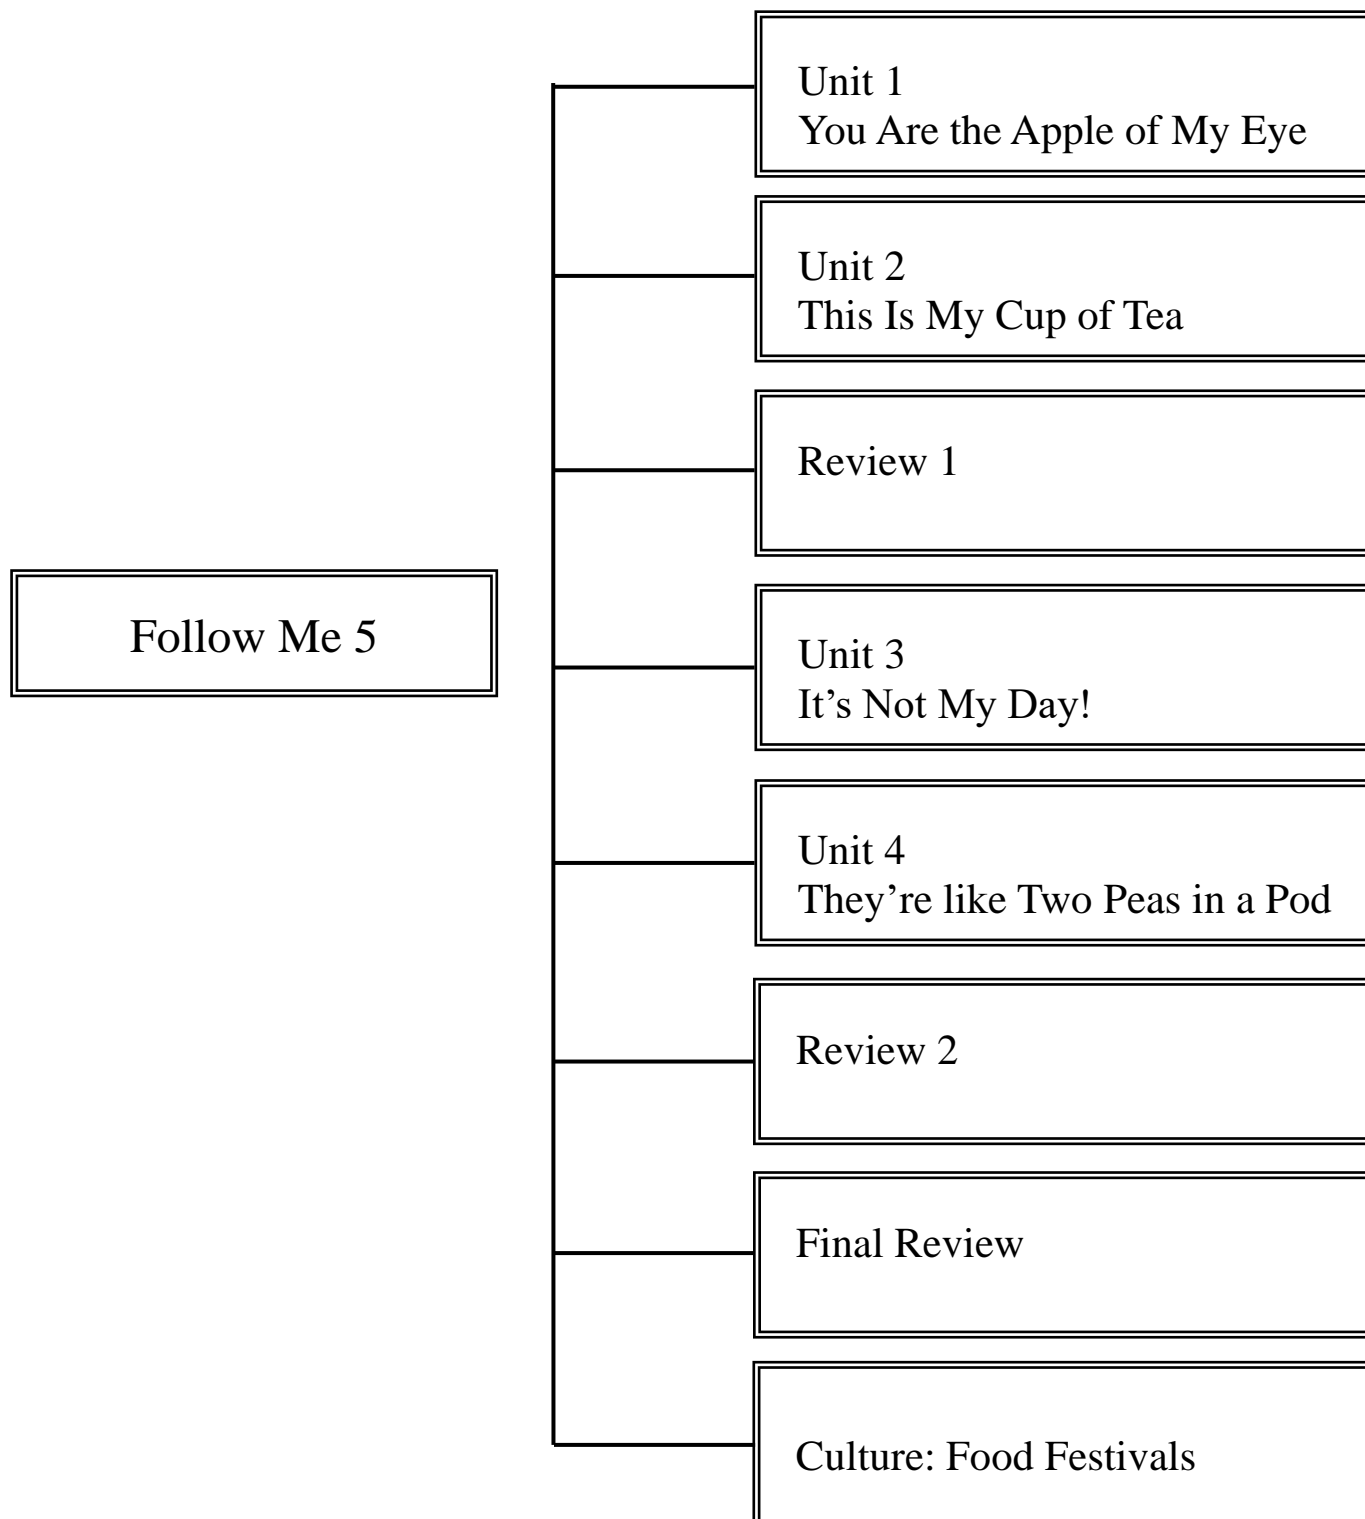 Follow Me 5
Unit 1
You Are the Apple of My Eye
Unit 2
This Is My Cup of Tea
Review 1
Unit 3
It’s Not My Day!
Unit 4
They’re like Two Peas in a Pod
Review 2
Final Review
Culture: Food Festivals